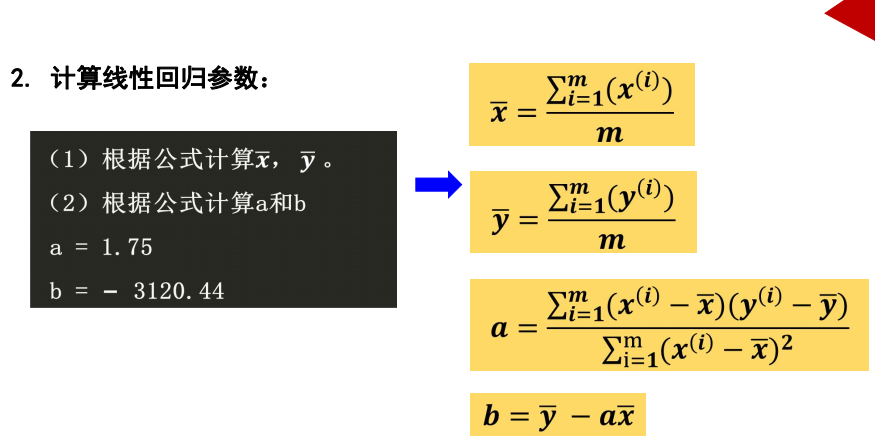 2. 计算线性回归参数：
（1）根据公式计算x̅， y̅ 。
（2）根据公式计算a和b
a = 1.75
b = − 3120.44
x̅ = ∑ᵢ₌₁ᵐ(x⁽ⁱ⁾) / m
y̅ = ∑ᵢ₌₁ᵐ(y⁽ⁱ⁾) / m
a = ∑ᵢ₌₁ᵐ(x⁽ⁱ⁾ − x̅)(y⁽ⁱ⁾ − y̅) / ∑ᵢ₌₁ᵐ(x⁽ⁱ⁾ − x̅)²
b = y̅ − ax̅